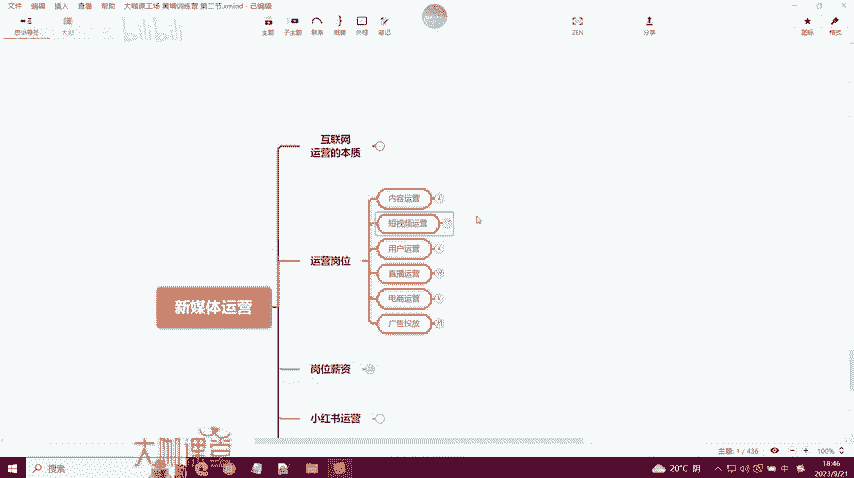 文件 编辑 插入 查看 帮助 大咖课工场 黄埔训练营 第二节.xmind - 已编辑
思维导图 大纲 主题 子主题 联系 概要 外框 笔记 ZEN 分享 图标 格式
bilibili
互联网
运营的本质
内容运营
短视频运营
用户运营
运营岗位
直播运营
电商运营
广告投放
新媒体运营
岗位薪资
小红书运营
大咖课堂
主题: 1 / 436 100%
搜索
20°C 阴
中
18:46
2023/9/21